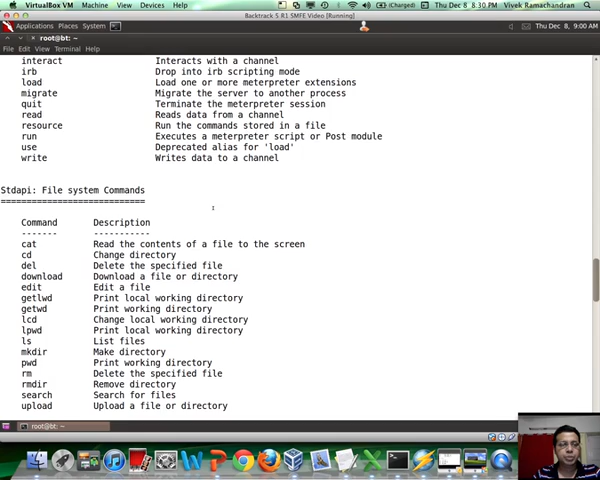 VirtualBox VM Machine View Devices Help (Charged) Thu Dec 8 8:30 PM Vivek Ramachandran
Backtrack 5 R1 SMFE Video [Running]
Applications Places System Thu Dec 8, 9:00 AM
root@bt: ~
File Edit View Terminal Help
interact Interacts with a channel
irb Drop into irb scripting mode
load Load one or more meterpreter extensions
migrate Migrate the server to another process
quit Terminate the meterpreter session
read Reads data from a channel
resource Run the commands stored in a file
run Executes a meterpreter script or Post module
use Deprecated alias for 'load'
write Writes data to a channel
Stdapi: File system Commands
============================
Command Description
------- -----------
cat Read the contents of a file to the screen
cd Change directory
del Delete the specified file
download Download a file or directory
edit Edit a file
getlwd Print local working directory
getwd Print working directory
lcd Change local working directory
lpwd Print local working directory
ls List files
mkdir Make directory
pwd Print working directory
rm Delete the specified file
rmdir Remove directory
search Search for files
upload Upload a file or directory
root@bt: ~